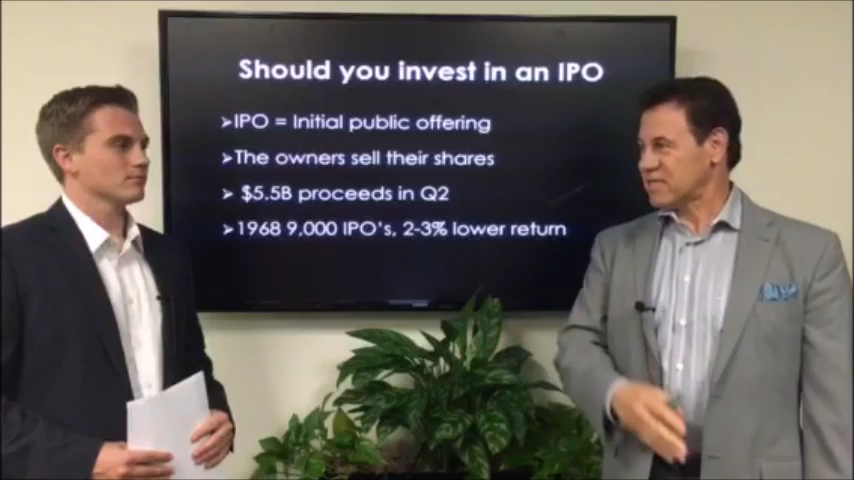 Should you invest in an IPO
➢IPO = Initial public offering
➢The owners sell their shares
➢ $5.5B proceeds in Q2
➢1968 9,000 IPO's, 2-3% lower return